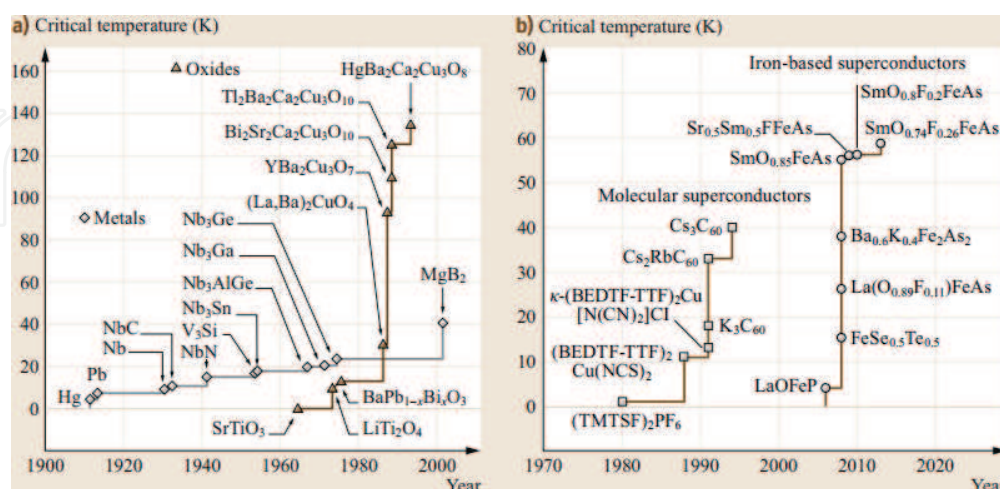 a) Critical temperature (K)
160
140
120
100
80
60
40
20
0
1900 1920 1940 1960 1980 2000
Year
Oxides
Metals
HgBa2Ca2Cu3O8
Tl2Ba2Ca2Cu3O10
Bi2Sr2Ca2Cu3O10
YBa2Cu3O7
(La,Ba)2CuO4
Nb3Ge
Nb3Ga
Nb3AlGe
Nb3Sn
V3Si
NbN
NbC
Nb
Pb
Hg
MgB2
BaPb1−xBixO3
LiTi2O4
SrTiO3
b) Critical temperature (K)
80
70
60
50
40
30
20
10
0
1970 1980 1990 2000 2010 2020
Year
Iron-based superconductors
SmO0.8F0.2FeAs
SmO0.74F0.26FeAs
Sr0.5Sm0.5FFeAs
SmO0.85FeAs
Molecular superconductors
Cs3C60
Cs2RbC60
Ba0.6K0.4Fe2As2
La(O0.89F0.11)FeAs
κ-(BEDTF-TTF)2Cu
[N(CN)2]Cl
K3C60
FeSe0.5Te0.5
(BEDTF-TTF)2
Cu(NCS)2
LaOFeP
(TMTSF)2PF6